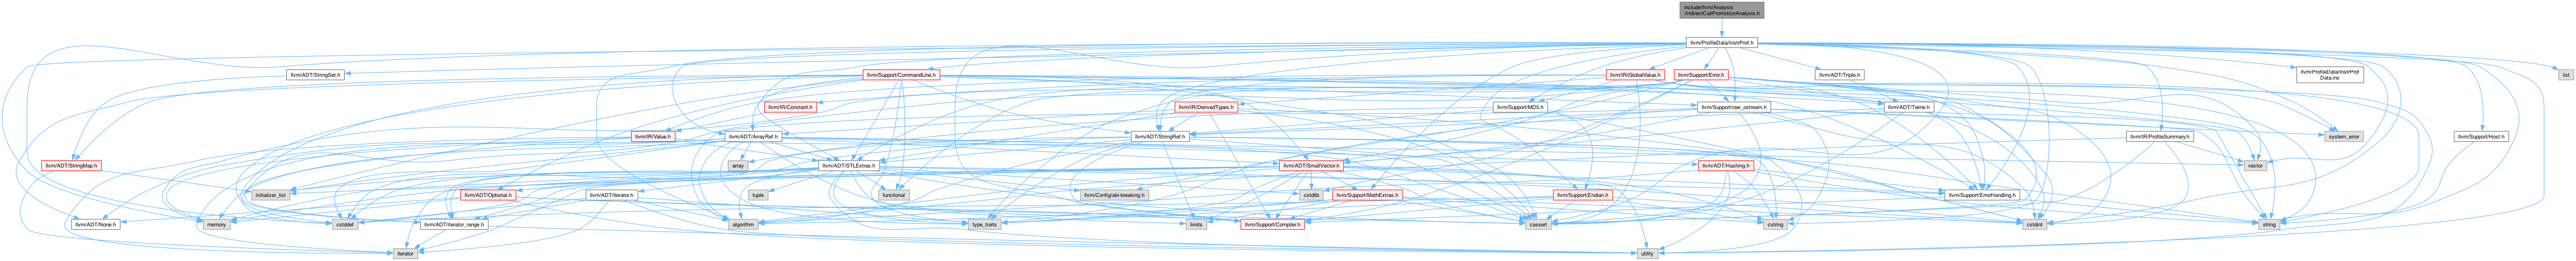 include/llvm/Analysis
/IndirectCallPromotionAnalysis.h
llvm/ProfileData/InstrProf.h
llvm/ADT/StringSet.h
llvm/Support/CommandLine.h
llvm/IR/GlobalValue.h
llvm/Support/Error.h
llvm/ADT/Triple.h
llvm/ProfileData/InstrProf
Data.inc
list
llvm/IR/Constant.h
llvm/IR/DerivedTypes.h
llvm/Support/MD5.h
llvm/Support/raw_ostream.h
llvm/ADT/Twine.h
llvm/IR/Value.h
llvm/ADT/ArrayRef.h
llvm/ADT/StringRef.h
llvm/IR/ProfileSummary.h
system_error
llvm/Support/Host.h
llvm/ADT/StringMap.h
array
llvm/ADT/STLExtras.h
llvm/ADT/SmallVector.h
llvm/ADT/Hashing.h
vector
initializer_list
llvm/ADT/Optional.h
llvm/ADT/iterator.h
tuple
functional
llvm/Config/abi-breaking.h
cstdlib
llvm/Support/MathExtras.h
llvm/Support/Endian.h
llvm/Support/ErrorHandling.h
llvm/ADT/None.h
memory
cstddef
llvm/ADT/iterator_range.h
algorithm
type_traits
limits
llvm/Support/Compiler.h
cassert
cstring
cstdint
string
iterator
utility